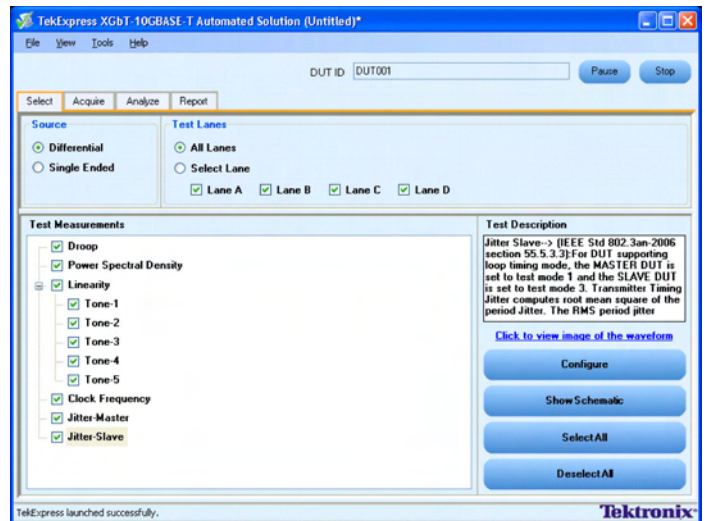 TekExpress XGbT-10GBASE-T Automated Solution (Untitled)*
File View Tools Help
DUT ID DUT001 Pause Stop
Select Acquire Analyze Report
Source Test Lanes
Differential All Lanes
Single Ended Select Lane
Lane A Lane B Lane C Lane D
Test Measurements Test Description
Droop
Power Spectral Density
Linearity
Tone-1
Tone-2
Tone-3
Tone-4
Tone-5
Clock Frequency
Jitter-Master
Jitter-Slave
Jitter Slave--> (IEEE Std 802.3an-2006
section 55.5.3.3):For DUT supporting
loop timing mode, the MASTER DUT is
set to test mode 1 and the SLAVE DUT
is set to test mode 3. Transmitter Timing
Jitter computes root mean square of the
period Jitter. The RMS period jitter
Click to view image of the waveform
Configure
Show Schematic
Select All
Deselect All
TekExpress launched successfully. Tektronix